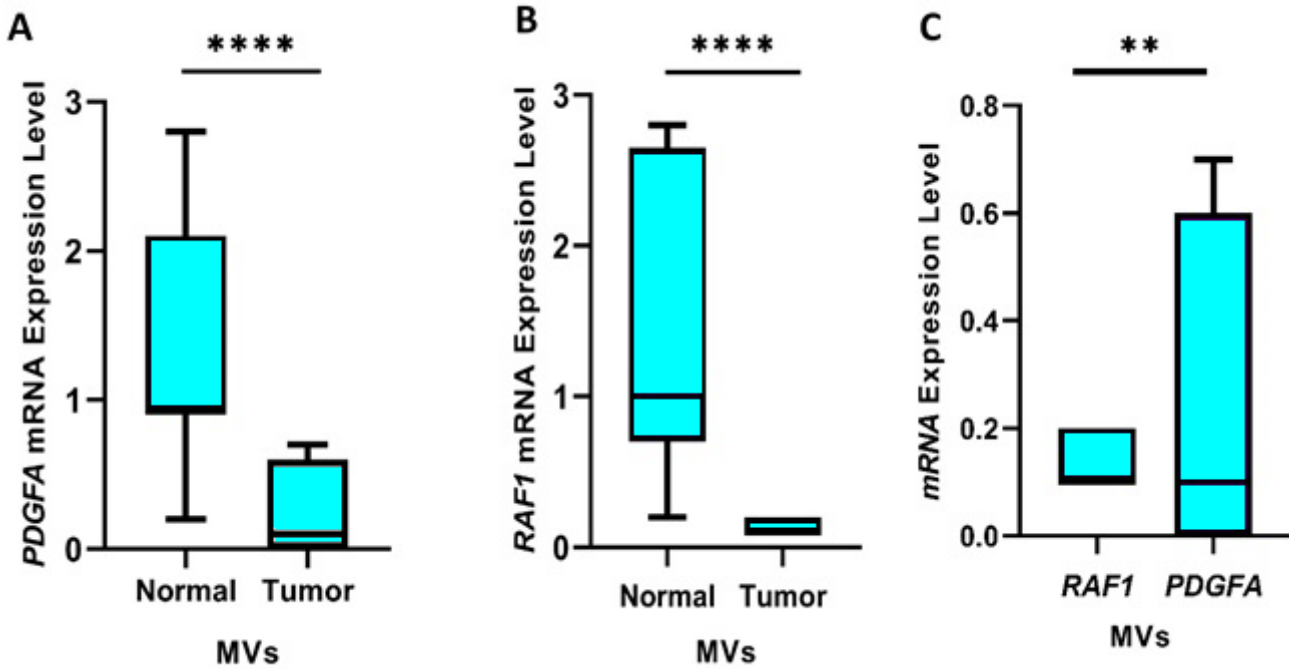 A
****
PDGFA mRNA Expression Level
3
2
1
0
Normal Tumor
MVs
B
****
RAF1 mRNA Expression Level
3
2
1
0
Normal Tumor
MVs
C
**
mRNA Expression Level
0.8
0.6
0.4
0.2
0.0
RAF1 PDGFA
MVs